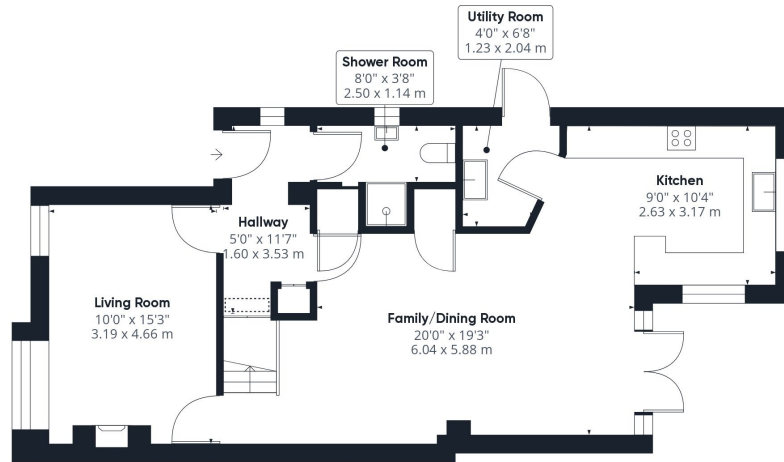 Utility Room
4'0" x 6'8"
1.23 x 2.04 m
Shower Room
8'0" x 3'8"
2.50 x 1.14 m
Kitchen
9'0" x 10'4"
2.63 x 3.17 m
Hallway
5'0" x 11'7"
1.60 x 3.53 m
Living Room
10'0" x 15'3"
3.19 x 4.66 m
Family/Dining Room
20'0" x 19'3"
6.04 x 5.88 m